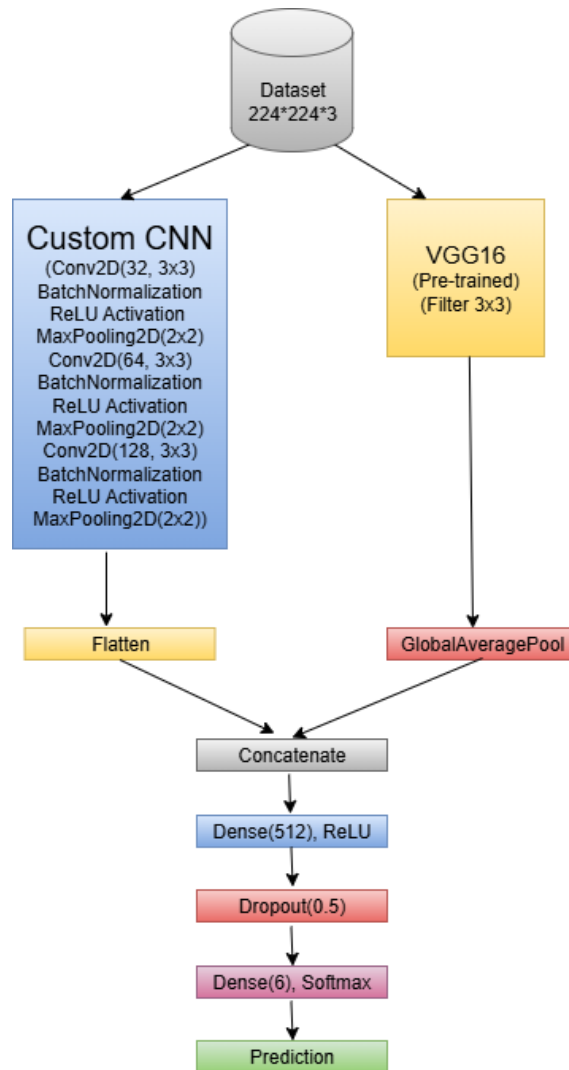 Dataset
224*224*3
Custom CNN
(Conv2D(32, 3x3)
BatchNormalization
ReLU Activation
MaxPooling2D(2x2)
Conv2D(64, 3x3)
BatchNormalization
ReLU Activation
MaxPooling2D(2x2)
Conv2D(128, 3x3)
BatchNormalization
ReLU Activation
MaxPooling2D(2x2))
VGG16
(Pre-trained)
(Filter 3x3)
Flatten
GlobalAveragePool
Concatenate
Dense(512), ReLU
Dropout(0.5)
Dense(6), Softmax
Prediction